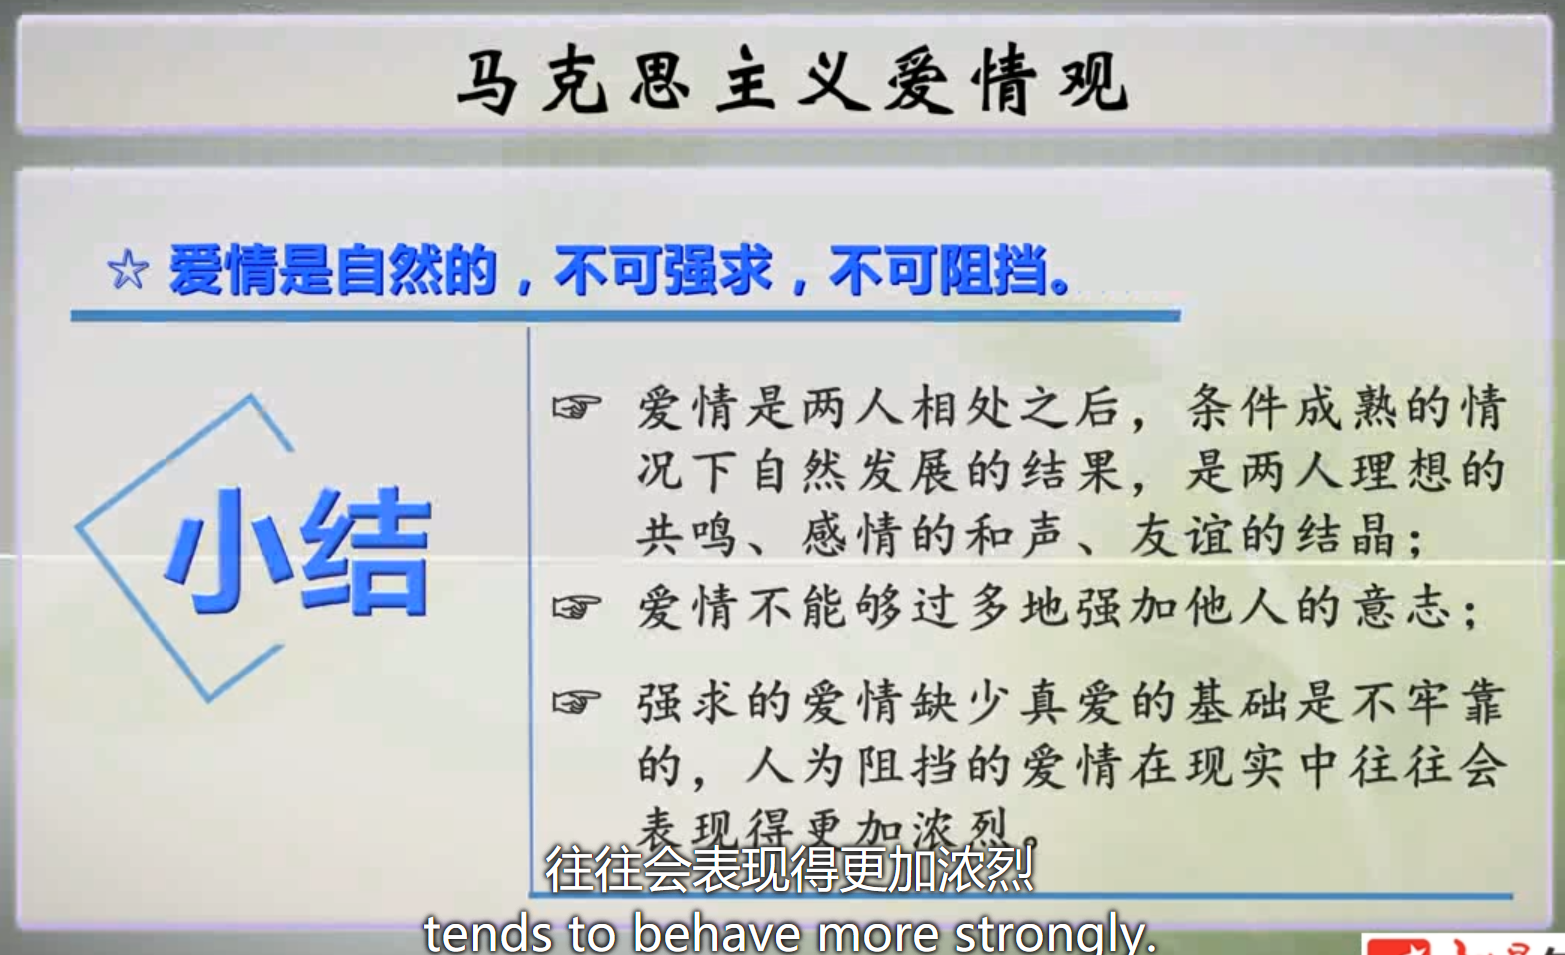 马克思主义爱情观
☆ 爱情是自然的，不可强求，不可阻挡。
小结
☞ 爱情是两人相处之后，条件成熟的情
况下自然发展的结果，是两人理想的
共鸣、感情的和声、友谊的结晶；
☞ 爱情不能够过多地强加他人的意志；
☞ 强求的爱情缺少真爱的基础是不牢靠
的，人为阻挡的爱情在现实中往往会
表现得更加浓烈。
往往会表现得更加浓烈
tends to behave more strongly.